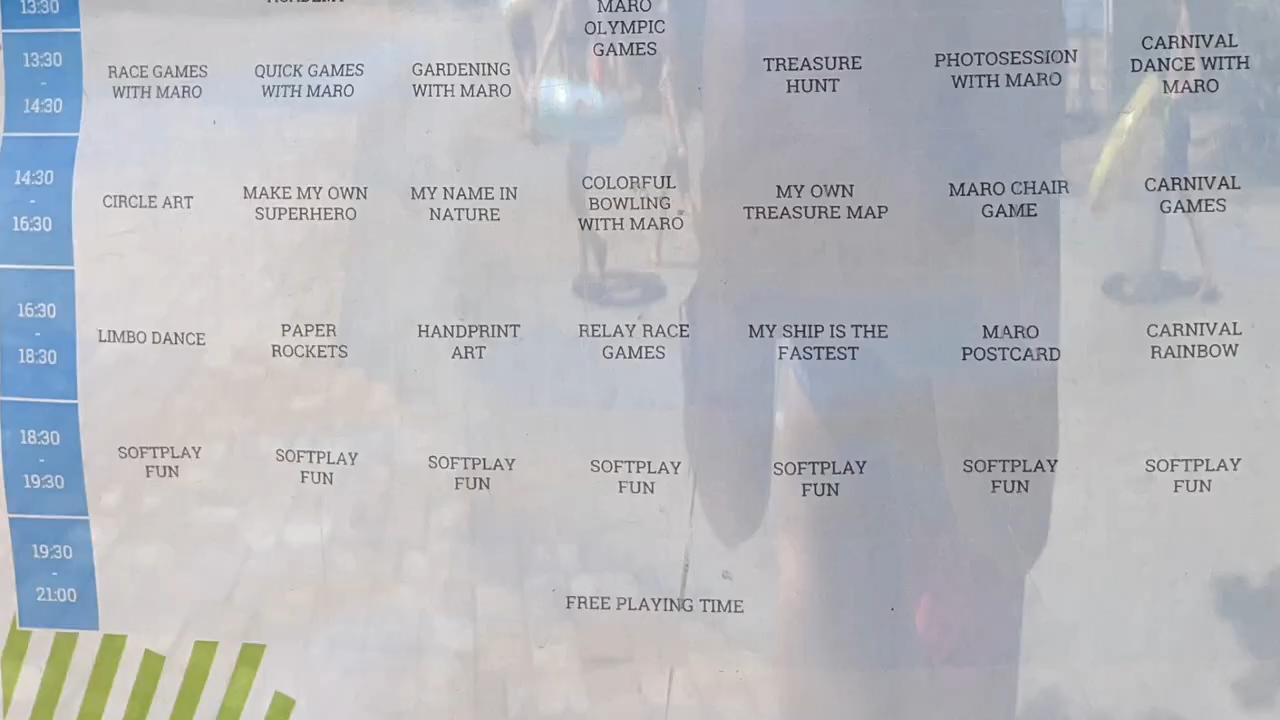 13:30
MARO
OLYMPIC
GAMES
13:30
-
14:30
RACE GAMES
WITH MARO
QUICK GAMES
WITH MARO
GARDENING
WITH MARO
TREASURE
HUNT
PHOTOSESSION
WITH MARO
CARNIVAL
DANCE WITH
MARO
14:30
-
16:30
CIRCLE ART
MAKE MY OWN
SUPERHERO
MY NAME IN
NATURE
COLORFUL
BOWLING
WITH MARO
MY OWN
TREASURE MAP
MARO CHAIR
GAME
CARNIVAL
GAMES
16:30
-
18:30
LIMBO DANCE
PAPER
ROCKETS
HANDPRINT
ART
RELAY RACE
GAMES
MY SHIP IS THE
FASTEST
MARO
POSTCARD
CARNIVAL
RAINBOW
18:30
-
19:30
SOFTPLAY
FUN
SOFTPLAY
FUN
SOFTPLAY
FUN
SOFTPLAY
FUN
SOFTPLAY
FUN
SOFTPLAY
FUN
SOFTPLAY
FUN
19:30
-
21:00
FREE PLAYING TIME